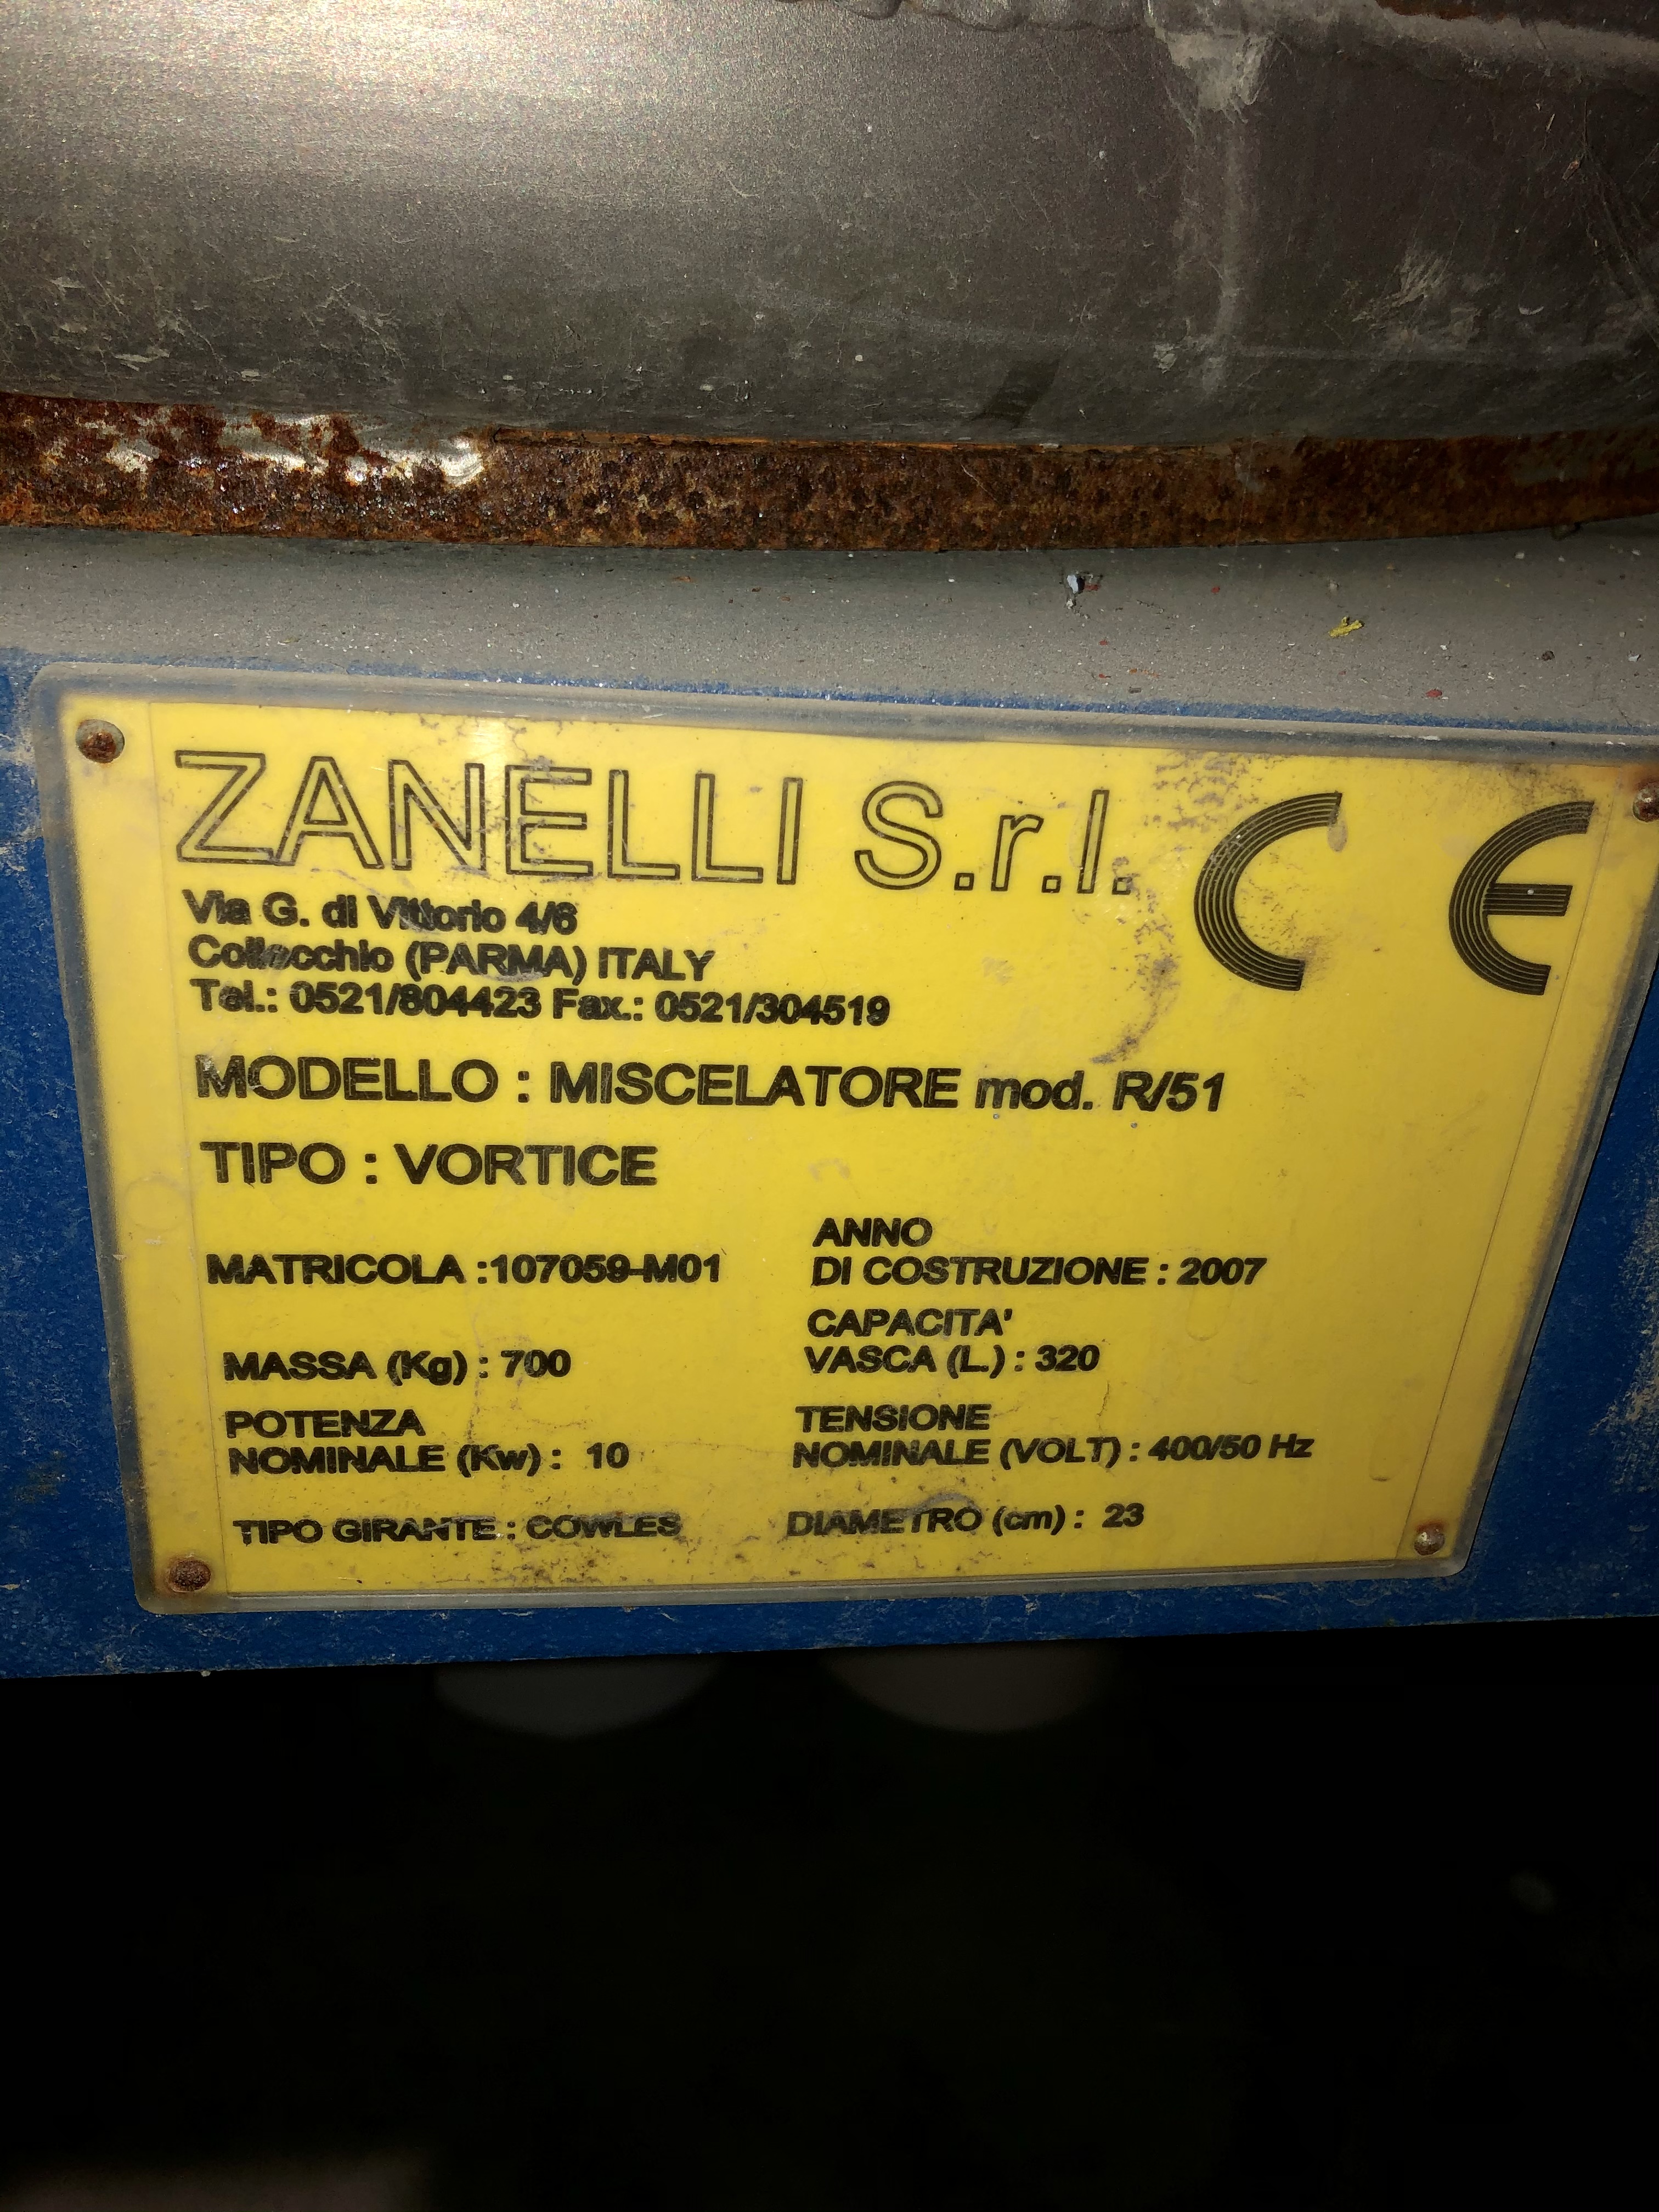 ZANELLI S.r.l. CE
Via G. di Vittorio 4/6
Collecchio (PARMA) ITALY
Tel.: 0521/804423 Fax.: 0521/304519
MODELLO : MISCELATORE mod. R/51
TIPO : VORTICE
ANNO
MATRICOLA :107059-M01 DI COSTRUZIONE : 2007
CAPACITA'
MASSA (Kg) : 700 VASCA (L.) : 320
POTENZA TENSIONE
NOMINALE (Kw) : 10 NOMINALE (VOLT) : 400/50 Hz
TIPO GIRANTE : COWLES DIAMETRO (cm) : 23